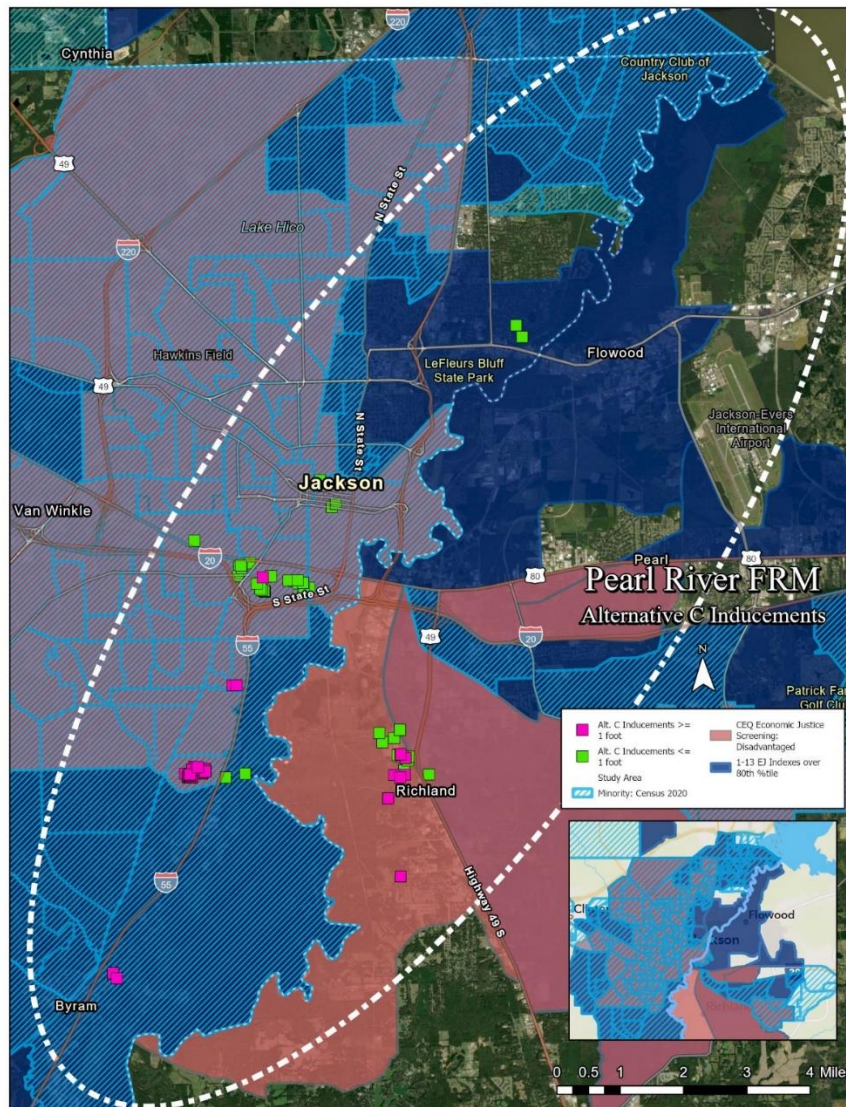 Cynthia
220
Country Club of
Jackson
49
N State St
Lake Hico
220
Hawkins Field
LeFleurs Bluff
State Park
Flowood
49
Jackson-Evers
International
Airport
N State St
Jackson
Van Winkle
20
Pearl
80
80
Pearl River FRM
Alternative C Inducements
S State St
49
20
55
N
Patrick Far
Golf Clu
Alt. C Inducements >=
1 foot
Alt. C Inducements <=
1 foot
Study Area
Minority: Census 2020
CEQ Economic Justice
Screening:
Disadvantaged
1-13 EJ Indexes over
80th %tile
Richland
Highway 49 S
55
Byram
Flowood
0 0.5 1 2 3 4 Miles